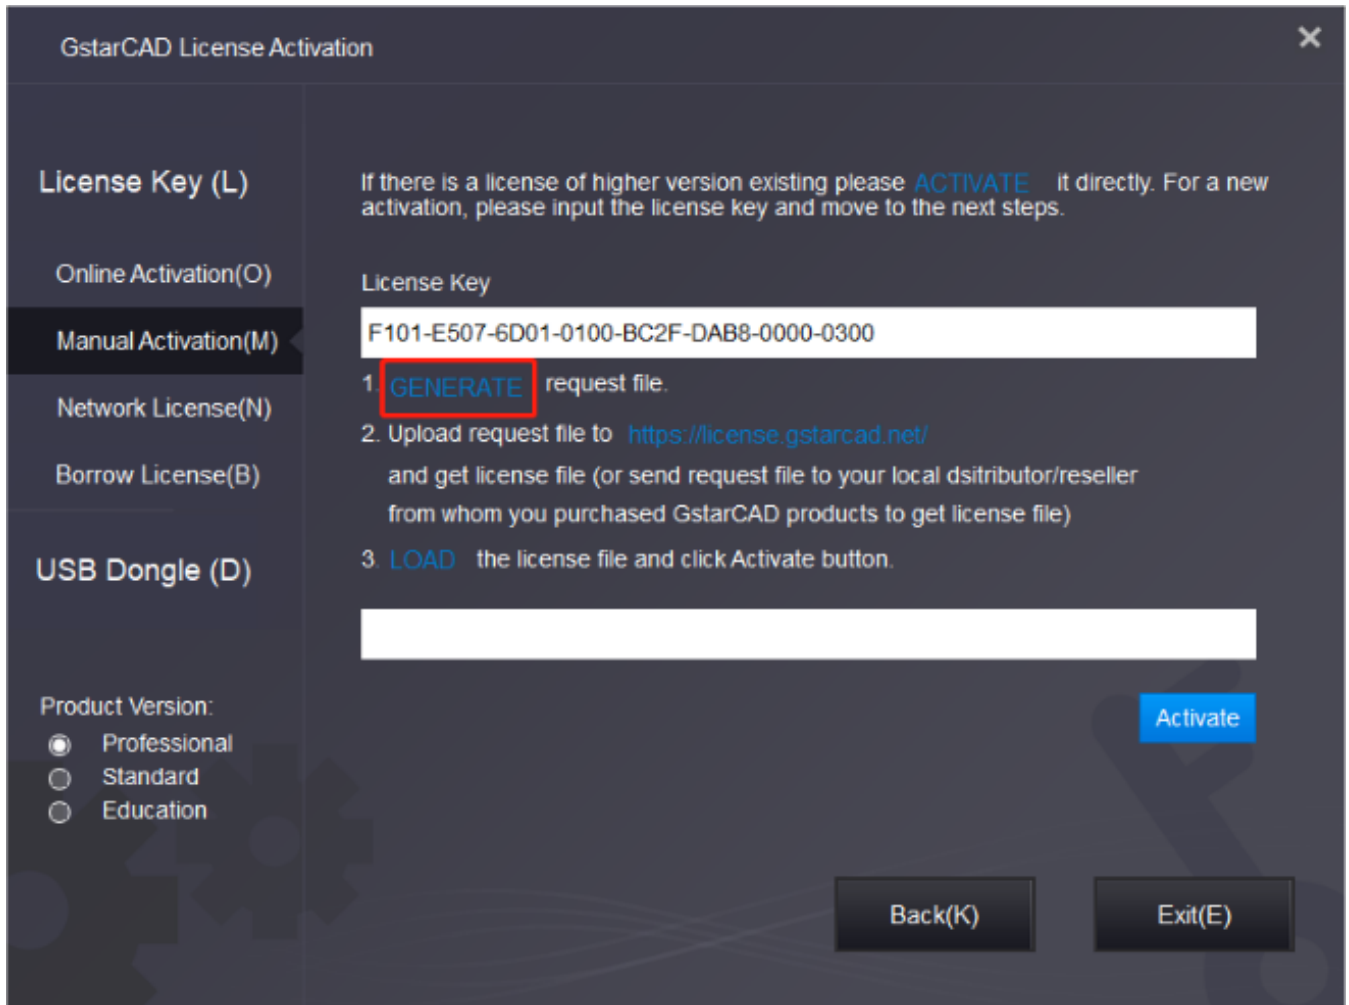 GstarCAD License Activation
License Key (L)
Online Activation(O)
Manual Activation(M)
Network License(N)
Borrow License(B)
USB Dongle (D)
Product Version:
Professional
Standard
Education
If there is a license of higher version existing please ACTIVATE it directly. For a new
activation, please input the license key and move to the next steps.
License Key
F101-E507-6D01-0100-BC2F-DAB8-0000-0300
1. GENERATE request file.
2. Upload request file to https://license.gstarcad.net/
and get license file (or send request file to your local dsitributor/reseller
from whom you purchased GstarCAD products to get license file)
3. LOAD the license file and click Activate button.
Activate
Back(K)
Exit(E)